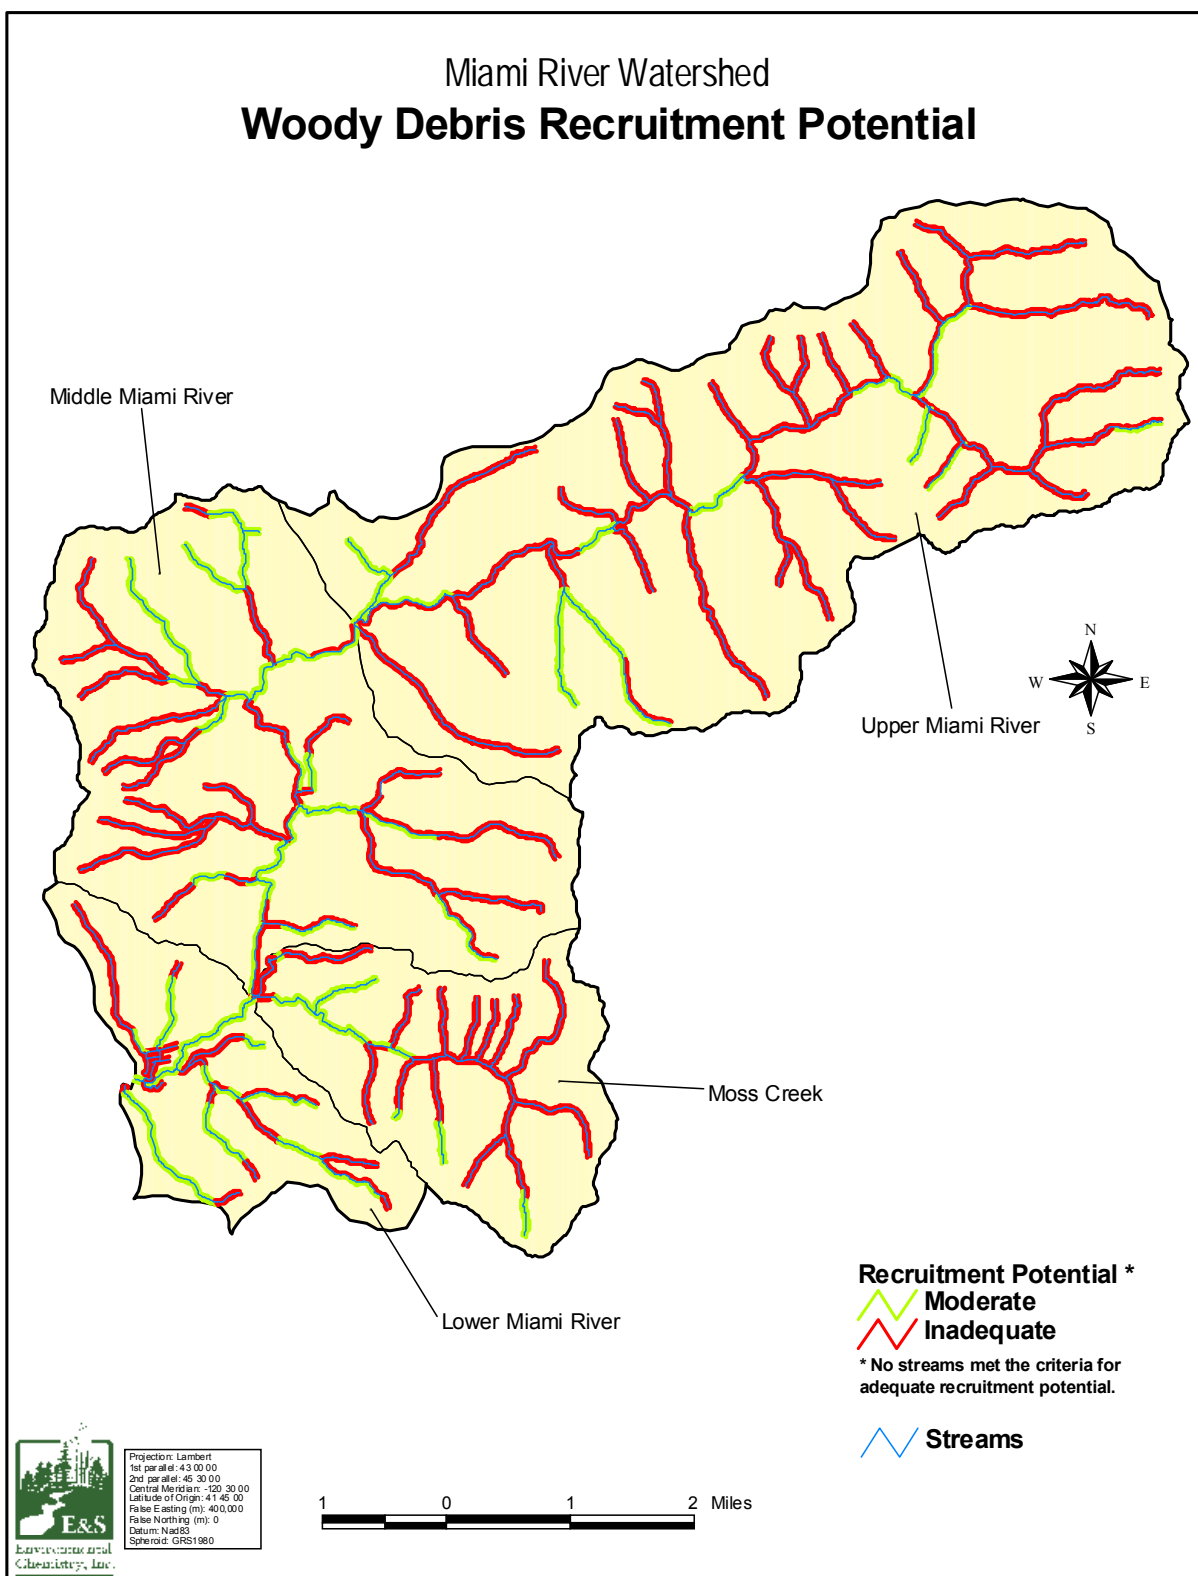 Miami River Watershed
Woody Debris Recruitment Potential
Middle Miami River
N
W
E
S
Upper Miami River
Moss Creek
Lower Miami River
Recruitment Potential *
Moderate
Inadequate
* No streams met the criteria for
adequate recruitment potential.
Streams
E&S
Environmental
Chemistry, Inc.
Projection: Lambert
1st parallel: 43 00 00
2nd parallel: 45 30 00
Central Meridian: -120 30 00
Latitude of Origin: 41 45 00
False Easting (m): 400,000
False Northing (m): 0
Datum: Nad83
Spheroid: GRS1980
1 0 1 2 Miles